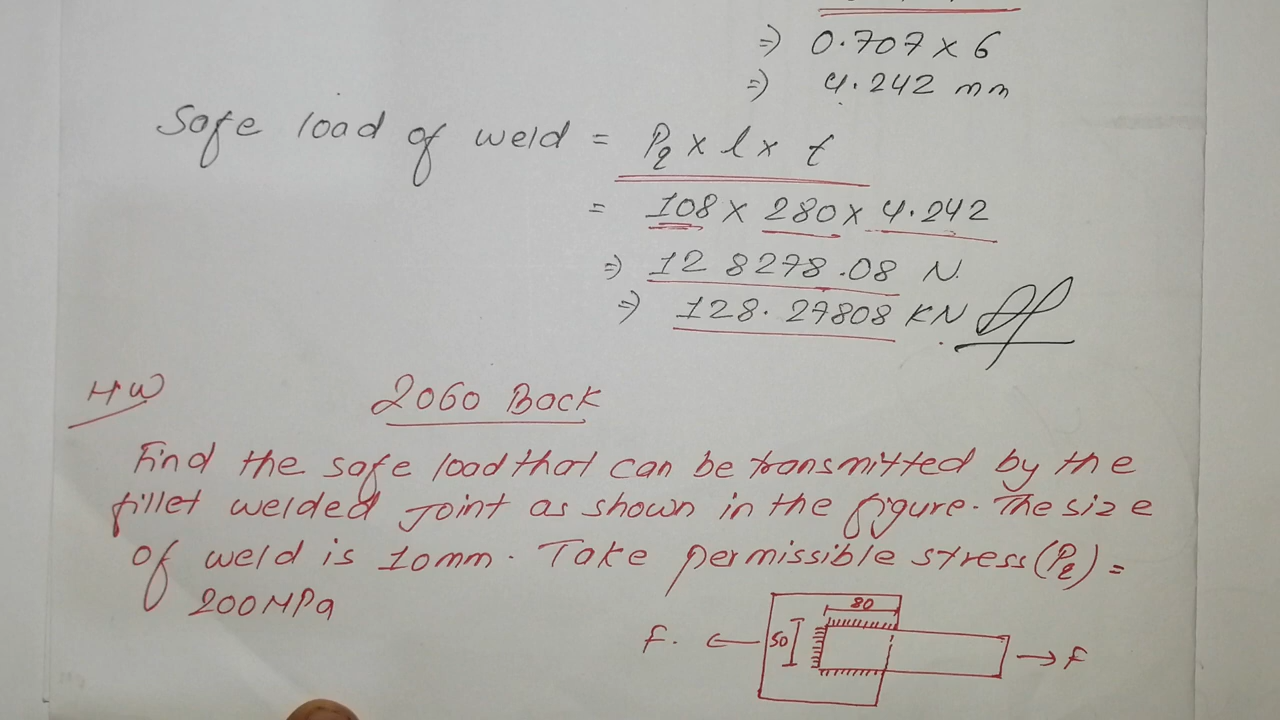 ⇒ 0.707 × 6
⇒ 4.242 mm
Safe load of weld = Pq × l × t
= 108 × 280 × 4.242
⇒ 128278.08 N.
⇒ 128.27808 KN
HW
2060 Back
Find the safe load that can be transmitted by the
fillet welded Joint as shown in the figure. The size
of weld is 10mm. Take permissible stress (Pq) =
200MPa
80
F.
50
F